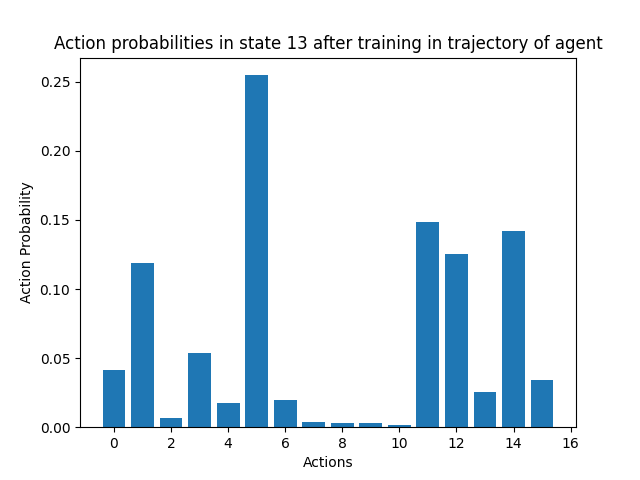 Action probabilities in state 13 after training in trajectory of agent
0.25
0.20
0.15
0.10
0.05
0.00
Action Probability
0 2 4 6 8 10 12 14 16
Actions